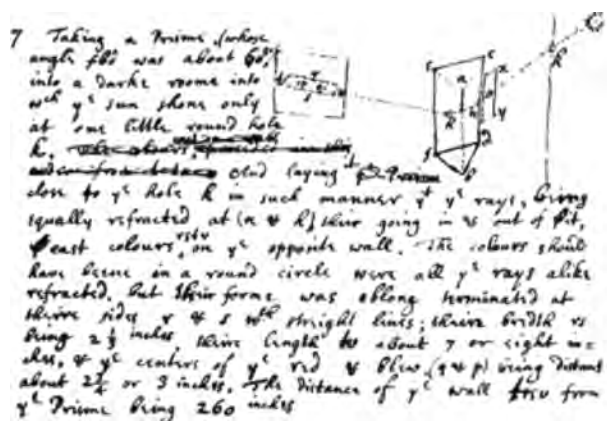 7 Taking a Prisme, (whose
angle fbd was about 60gr)
into a darke roome into
wch ye sun shone only
at one little round hole
k.
And laying it
close to ye hole k in such manner yt ye rays, being
equally refracted at (n & h) their going in & out of it,
cast colours rstv on ye opposite wall. The colours should
have beene in a round circle were all ye rays alike
refracted, but their forme was oblong terminated at
theire sides r & s wth streight lines; theire bredth rs
being 2 1/3 inches, theire length tv about 7 or eight in=
ches, & ye centers of ye red & blew (q & p) being distant
about 2 3/4 or 3 inches. The distance of ye wall trsv from
ye Prisme being 260 inches